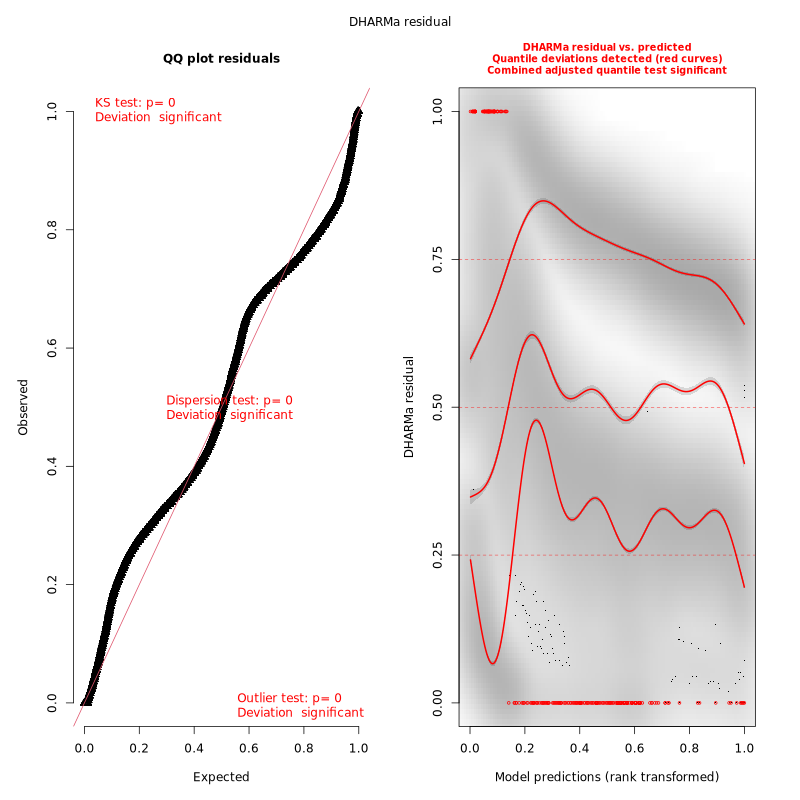 DHARMa residual
QQ plot residuals
KS test: p= 0
Deviation  significant
Dispersion test: p= 0
Deviation  significant
Outlier test: p= 0
Deviation  significant
Observed
0.0
0.2
0.4
0.6
0.8
1.0
0.0
0.2
0.4
0.6
0.8
1.0
Expected
DHARMa residual vs. predicted
Quantile deviations detected (red curves)
Combined adjusted quantile test significant
DHARMa residual
0.00
0.25
0.50
0.75
1.00
0.0
0.2
0.4
0.6
0.8
1.0
Model predictions (rank transformed)